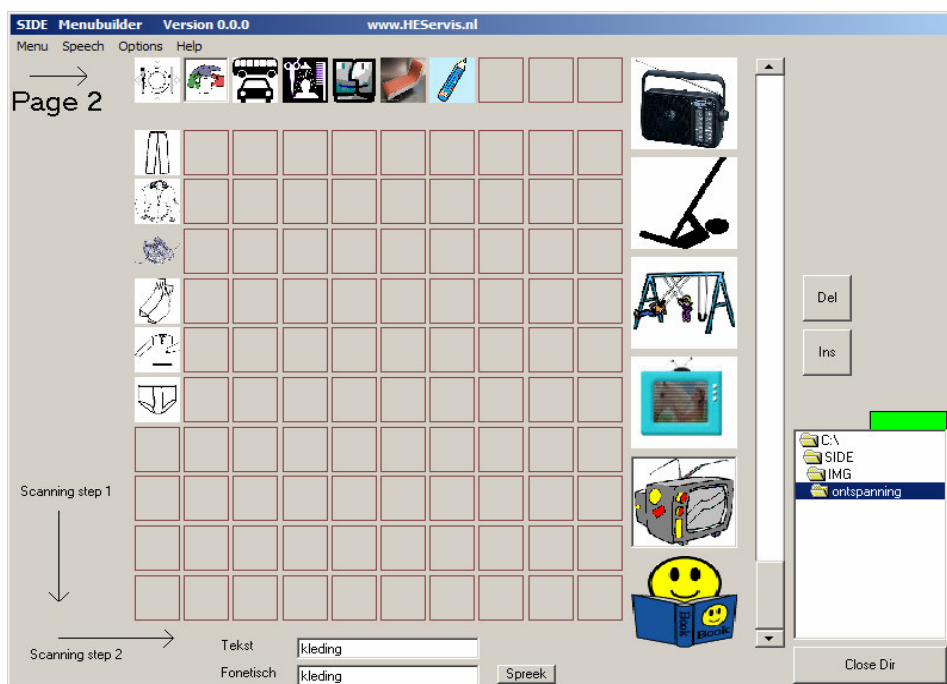 SIDE Menubuilder Version 0.0.0 www.HEServis.nl
Menu Speech Options Help
Page 2
Del
Ins
C:\
SIDE
IMG
ontspanning
Scanning step 1
Book
Book
Scanning step 2
Tekst kleding
Fonetisch kleding Spreek
Close Dir